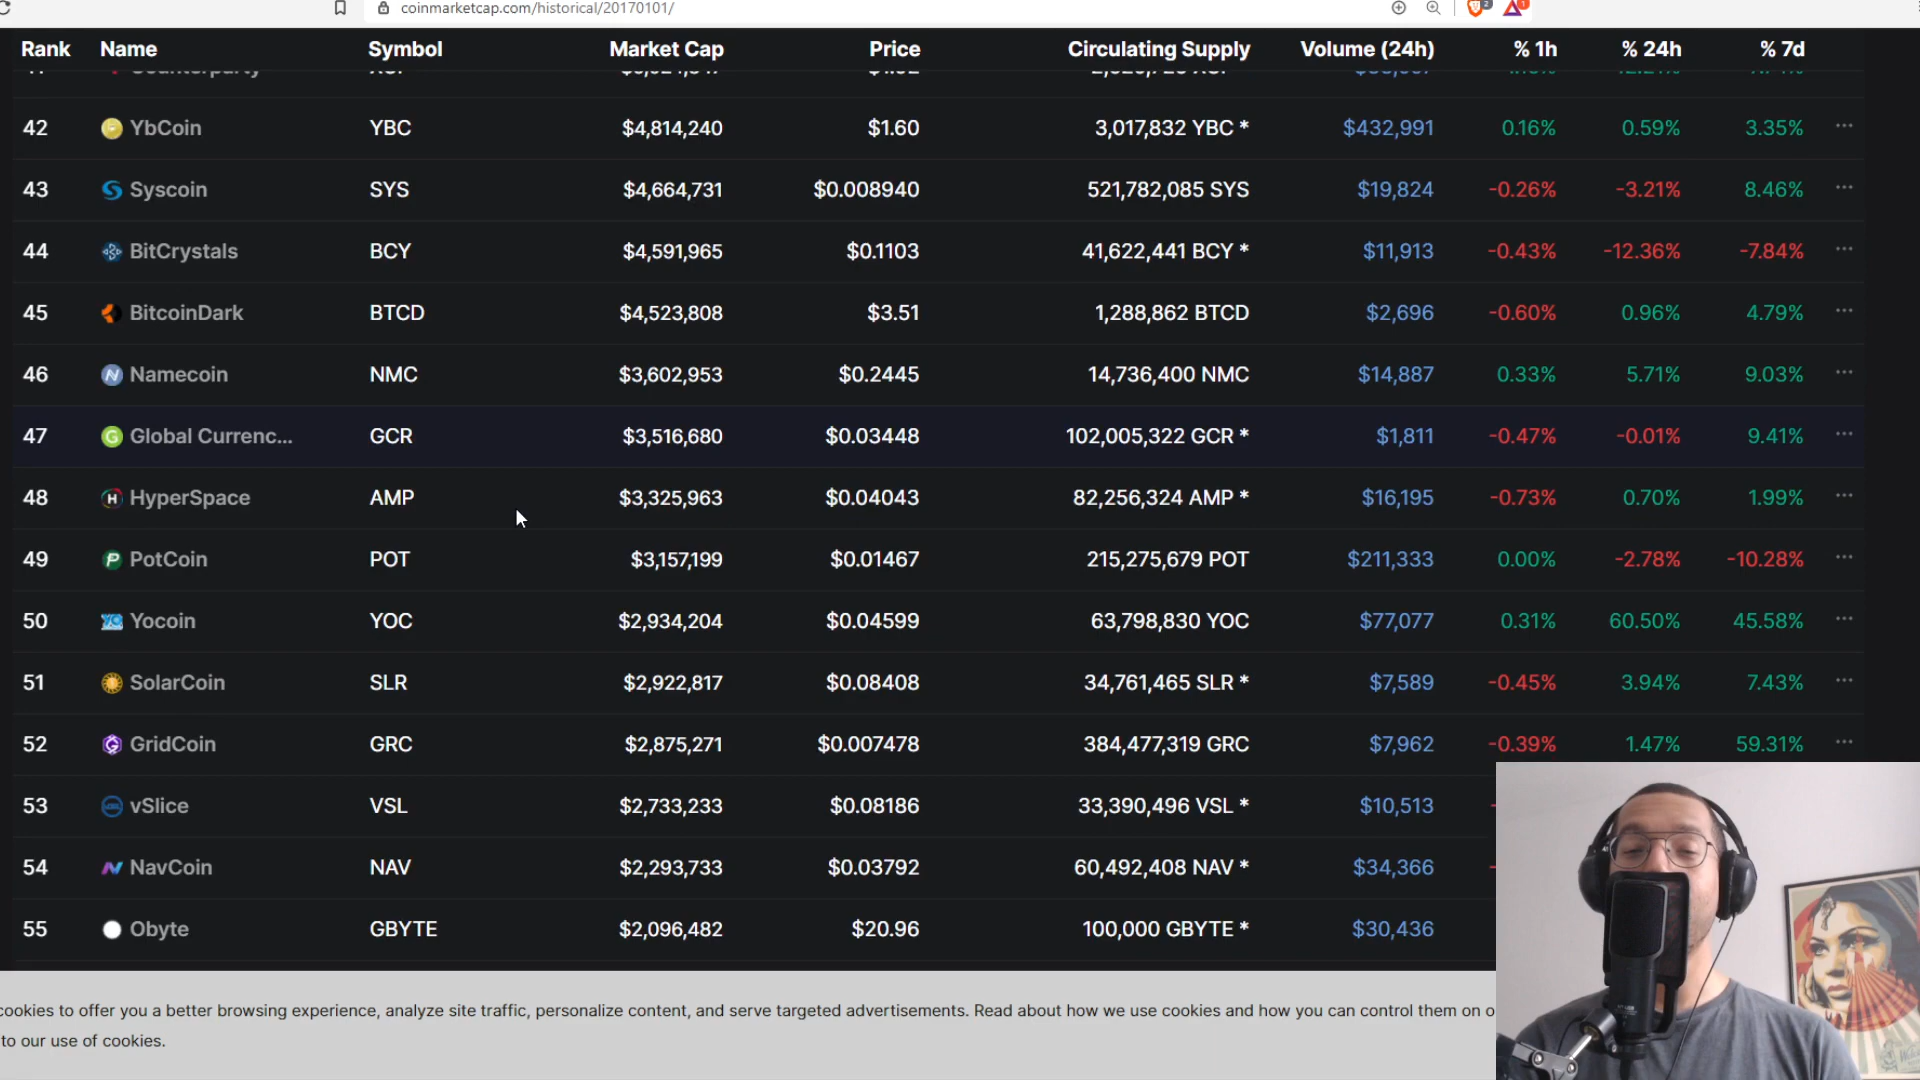 coinmarketcap.com/historical/20170101/
Rank Name Symbol Market Cap Price Circulating Supply Volume (24h) % 1h % 24h % 7d
42 YbCoin YBC $4,814,240 $1.60 3,017,832 YBC * $432,991 0.16% 0.59% 3.35%
43 Syscoin SYS $4,664,731 $0.008940 521,782,085 SYS $19,824 -0.26% -3.21% 8.46%
44 BitCrystals BCY $4,591,965 $0.1103 41,622,441 BCY * $11,913 -0.43% -12.36% -7.84%
45 BitcoinDark BTCD $4,523,808 $3.51 1,288,862 BTCD $2,696 -0.60% 0.96% 4.79%
46 Namecoin NMC $3,602,953 $0.2445 14,736,400 NMC $14,887 0.33% 5.71% 9.03%
47 Global Currenc... GCR $3,516,680 $0.03448 102,005,322 GCR * $1,811 -0.47% -0.01% 9.41%
48 HyperSpace AMP $3,325,963 $0.04043 82,256,324 AMP * $16,195 -0.73% 0.70% 1.99%
49 PotCoin POT $3,157,199 $0.01467 215,275,679 POT $211,333 0.00% -2.78% -10.28%
50 Yocoin YOC $2,934,204 $0.04599 63,798,830 YOC $77,077 0.31% 60.50% 45.58%
51 SolarCoin SLR $2,922,817 $0.08408 34,761,465 SLR * $7,589 -0.45% 3.94% 7.43%
52 GridCoin GRC $2,875,271 $0.007478 384,477,319 GRC $7,962 -0.39% 1.47% 59.31%
53 vSlice VSL $2,733,233 $0.08186 33,390,496 VSL * $10,513
54 NavCoin NAV $2,293,733 $0.03792 60,492,408 NAV * $34,366
55 Obyte GBYTE $2,096,482 $20.96 100,000 GBYTE * $30,436
cookies to offer you a better browsing experience, analyze site traffic, personalize content, and serve targeted advertisements. Read about how we use cookies and how you can control them on
to our use of cookies.